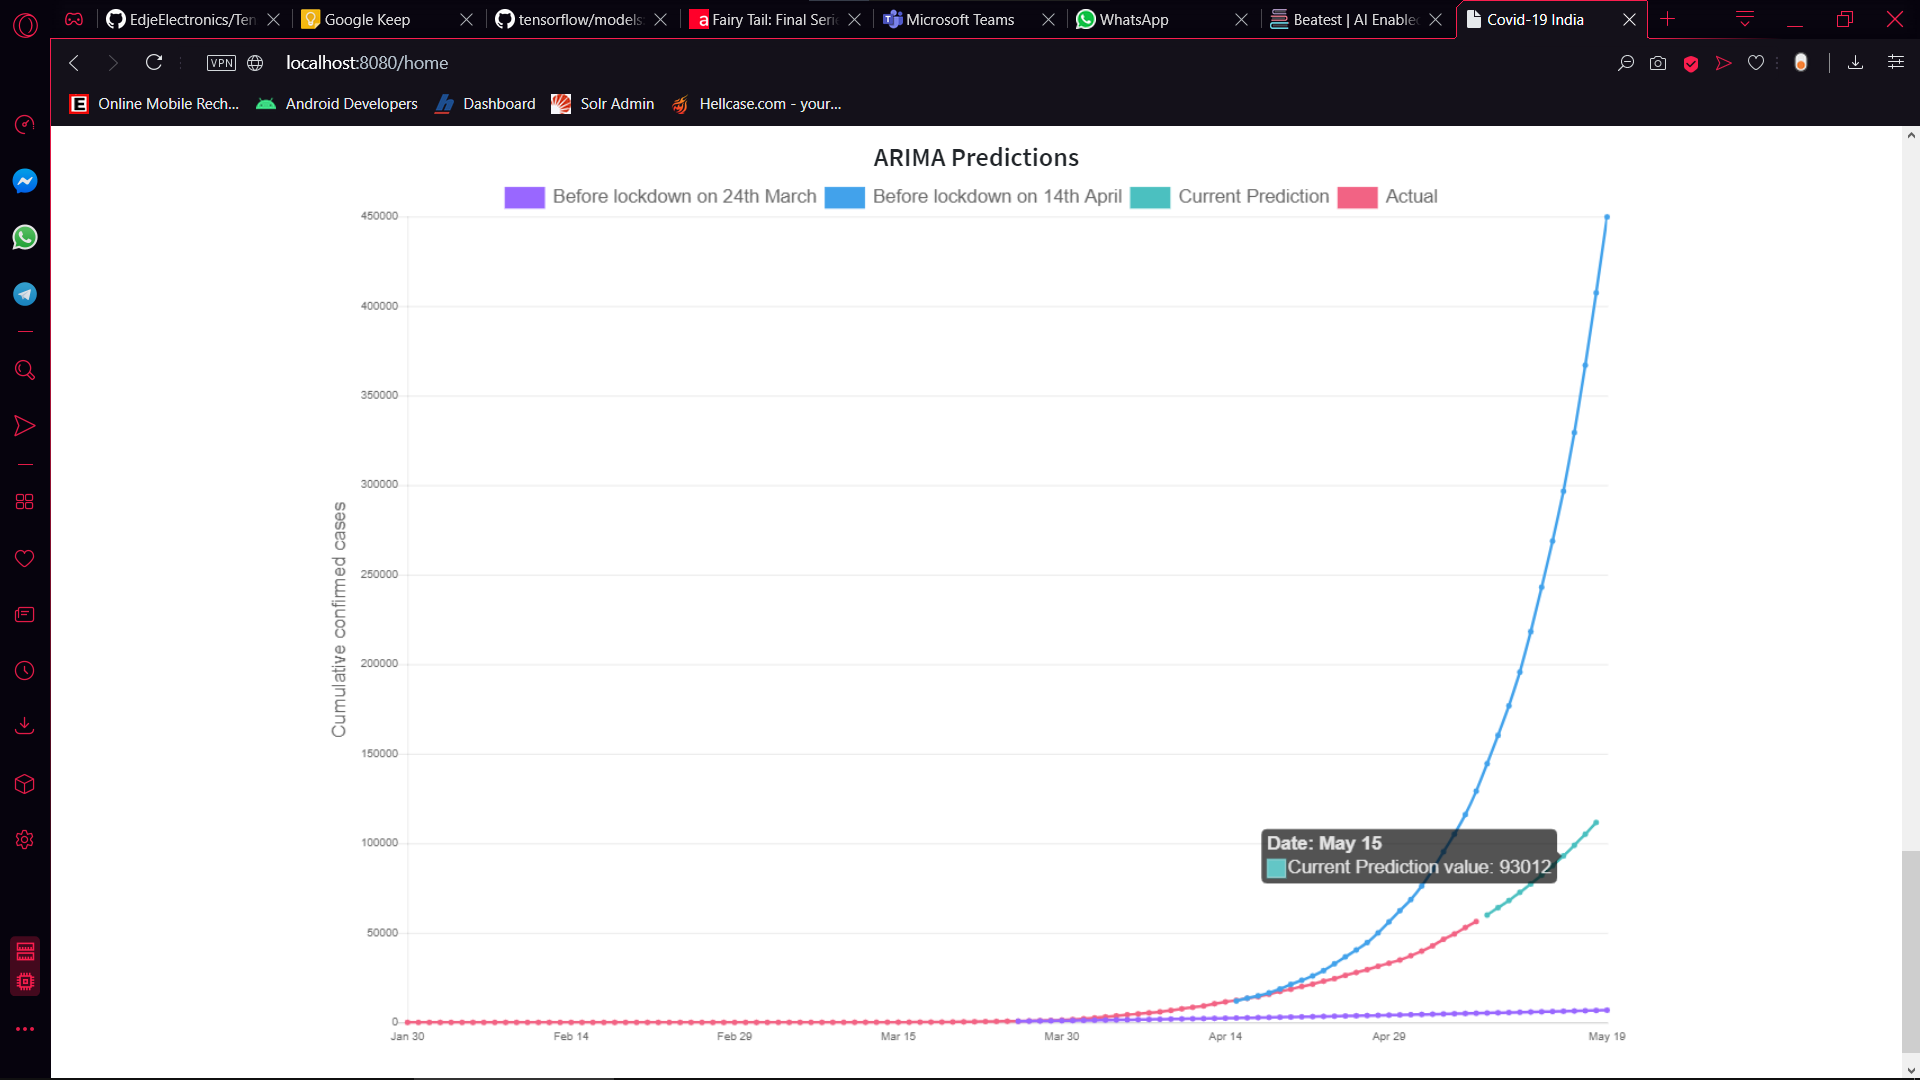 EdjeElectronics/Ten
Google Keep
tensorflow/models
Fairy Tail: Final Seri
Microsoft Teams
WhatsApp
Beatest | AI Enable
Covid-19 India
VPN
localhost:8080/home
Online Mobile Rech...
Android Developers
Dashboard
Solr Admin
Hellcase.com - your...
ARIMA Predictions
Before lockdown on 24th March
Before lockdown on 14th April
Current Prediction
Actual
450000
400000
350000
300000
250000
200000
150000
100000
50000
0
Cumulative confirmed cases
Date: May 15
Current Prediction value: 93012
Jan 30
Feb 14
Feb 29
Mar 15
Mar 30
Apr 14
Apr 29
May 19